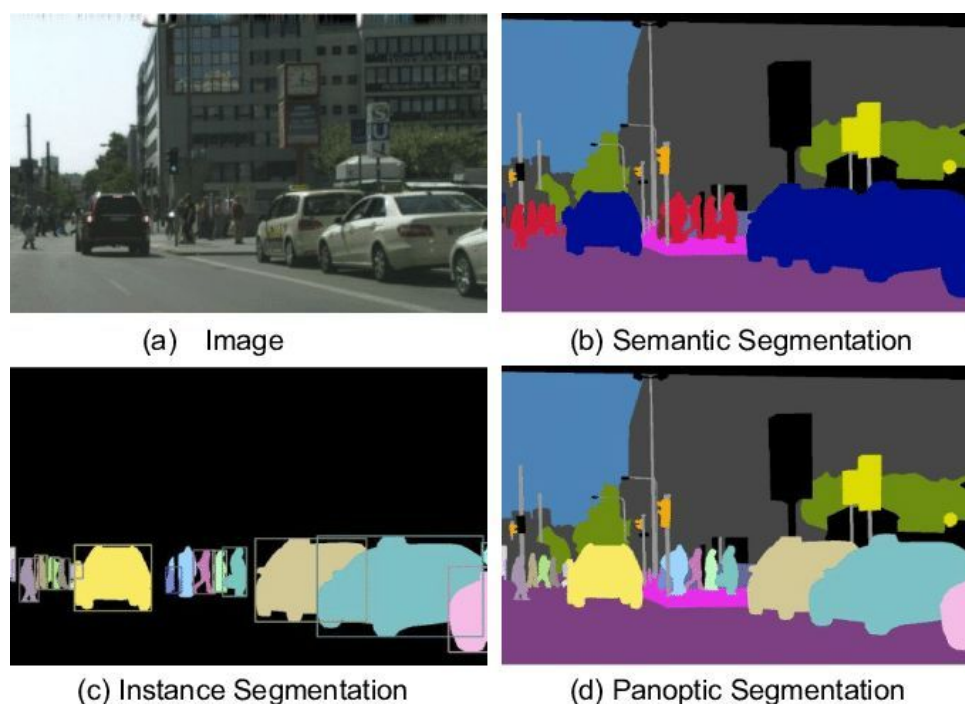 S
U
(a) Image
(b) Semantic Segmentation
(c) Instance Segmentation
(d) Panoptic Segmentation